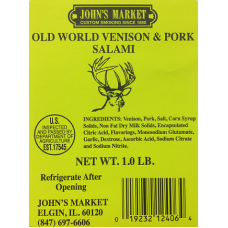 JOHN'S MARKET
CUSTOM SMOKING SINCE 1950
OLD WORLD VENISON & PORK
SALAMI
INGREDIENTS: Venison, Pork, Salt, Corn Syrup
Solids, Non Fat Dry Milk Solids, Encapsulated
Citric Acid, Flavorings, Monosodium Glutamate,
Garlic, Dextrose, Ascorbic Acid, Sodium Citrate
and Sodium Nitrite.
U.S.
INSPECTED
AND PASSED BY
DEPARTMENT OF
AGRICULTURE
EST.17545
NET WT. 1.0 LB.
Refrigerate After
Opening
JOHN'S MARKET
ELGIN, IL. 60120
(847) 697-6606
0 19232 12406 4